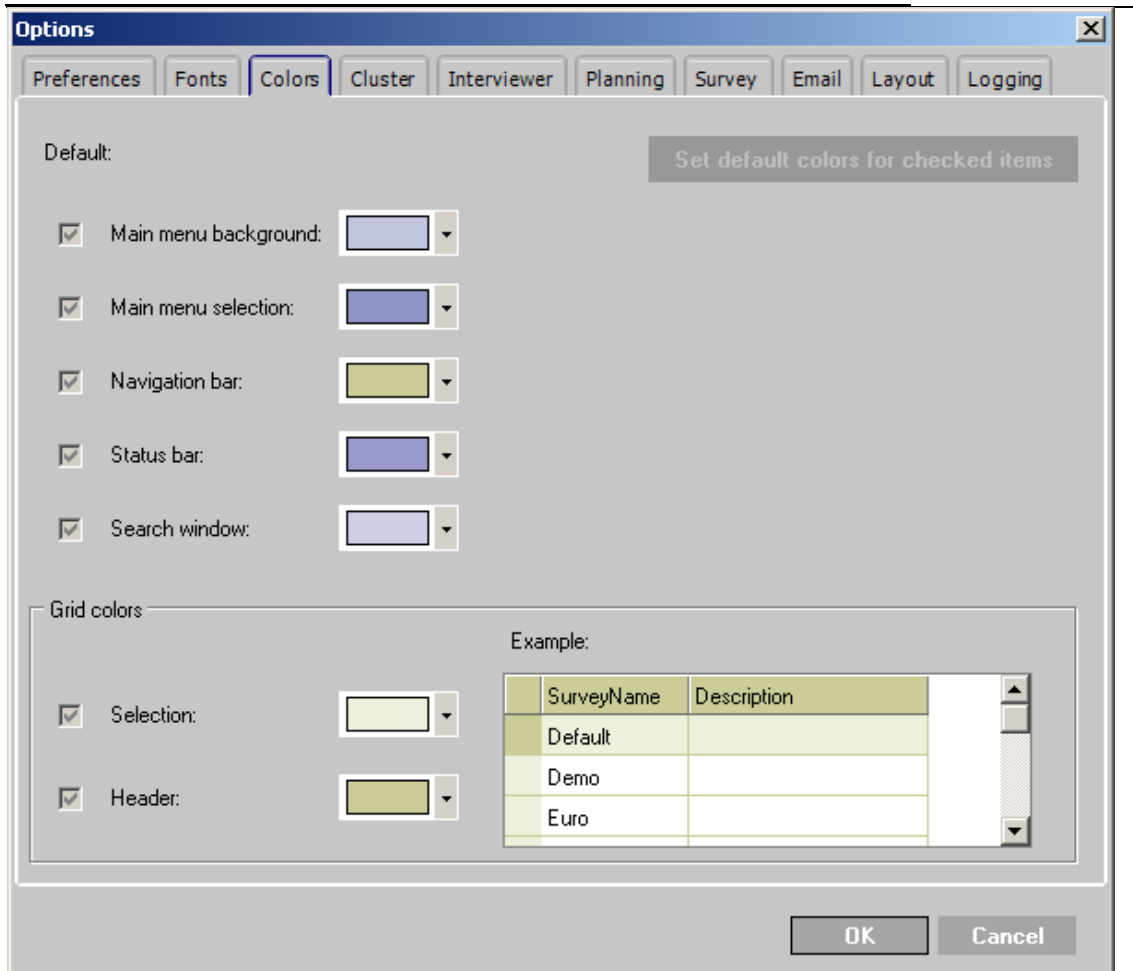 Options
Preferences Fonts Colors Cluster Interviewer Planning Survey Email Layout Logging
Default:
Set default colors for checked items
Main menu background:
Main menu selection:
Navigation bar:
Status bar:
Search window:
Grid colors
Example:
Selection:
Header:
SurveyName Description
Default
Demo
Euro
OK Cancel